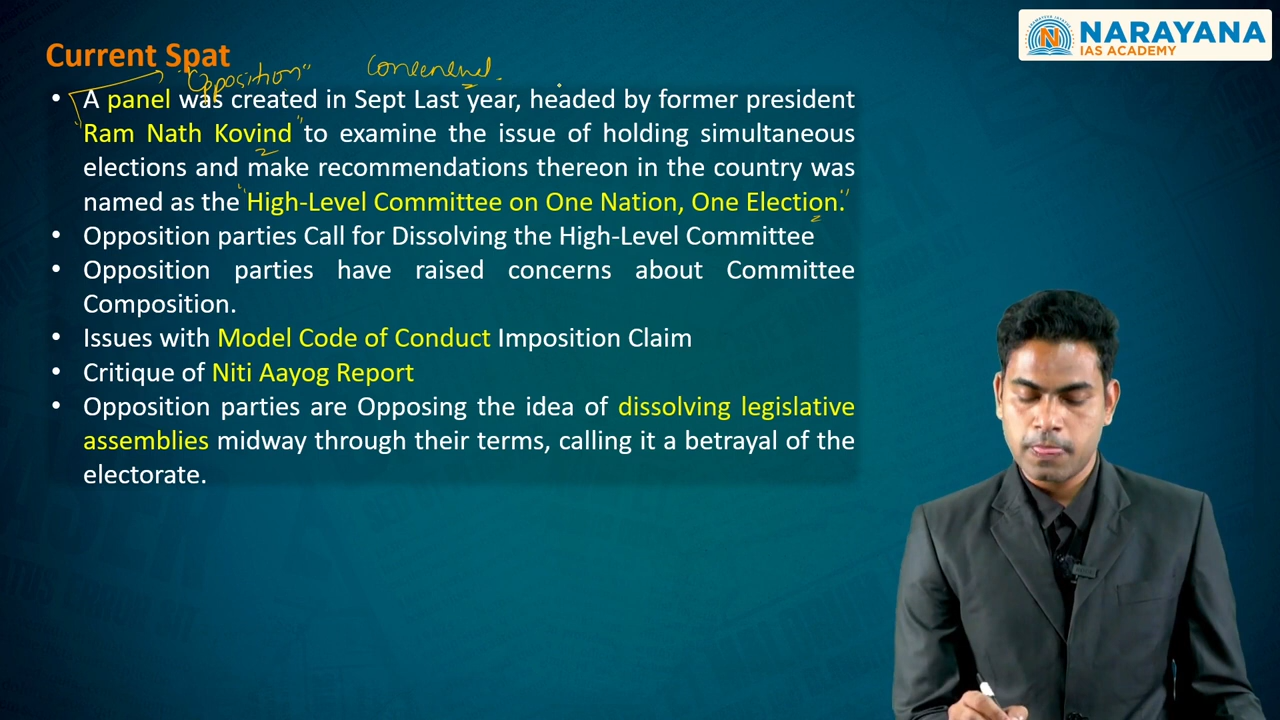 NARAYANA
IAS ACADEMY
Current Spat
"Opposition"
• A panel was created in Sept Last year, headed by former president
Ram Nath Kovind to examine the issue of holding simultaneous
elections and make recommendations thereon in the country was
named as the High-Level Committee on One Nation, One Election.
• Opposition parties Call for Dissolving the High-Level Committee
• Opposition parties have raised concerns about Committee
Composition.
• Issues with Model Code of Conduct Imposition Claim
• Critique of Niti Aayog Report
• Opposition parties are Opposing the idea of dissolving legislative
assemblies midway through their terms, calling it a betrayal of the
electorate.